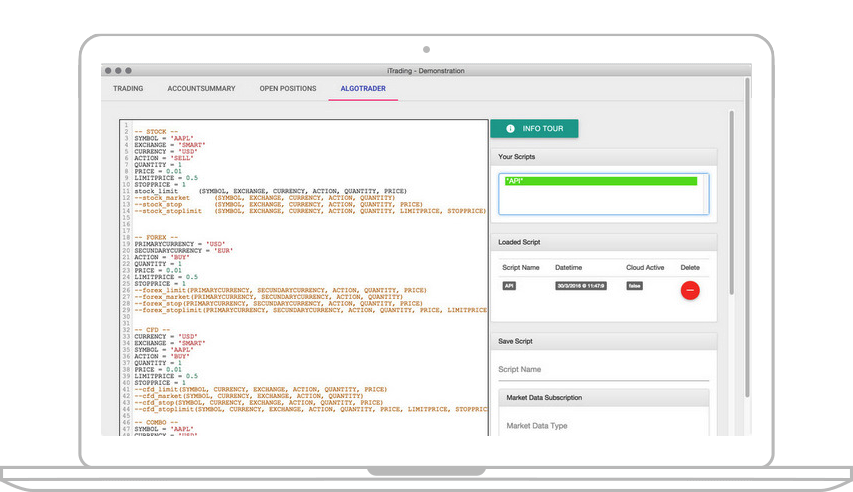 iTrading - Demonstration
TRADING ACCOUNTSUMMARY OPEN POSITIONS ALGOTRADER
1
2 -- STOCK --
3 SYMBOL = 'AAPL'
4 EXCHANGE = 'SMART'
5 CURRENCY = 'USD'
6 ACTION = 'SELL'
7 QUANTITY = 1
8 PRICE = 0.01
9 LIMITPRICE = 0.5
10 STOPPRICE = 1
11 stock_limit (SYMBOL, EXCHANGE, CURRENCY, ACTION, QUANTITY, PRICE)
12 --stock_market (SYMBOL, EXCHANGE, CURRENCY, ACTION, QUANTITY)
13 --stock_stop (SYMBOL, EXCHANGE, CURRENCY, ACTION, QUANTITY, PRICE)
14 --stock_stoplimit (SYMBOL, EXCHANGE, CURRENCY, ACTION, QUANTITY, LIMITPRICE, STOPPRICE)
15
16
17
18 -- FOREX --
19 PRIMARYCURRENCY = 'USD'
20 SECUNDARYCURRENCY = 'EUR'
21 ACTION = 'BUY'
22 QUANTITY = 1
23 PRICE = 0.01
24 LIMITPRICE = 0.5
25 STOPPRICE = 1
26 --forex_limit(PRIMARYCURRENCY, SECUNDARYCURRENCY, ACTION, QUANTITY, PRICE)
27 --forex_market(PRIMARYCURRENCY, SECUNDARYCURRENCY, ACTION, QUANTITY)
28 --forex_stop(PRIMARYCURRENCY, SECUNDARYCURRENCY, ACTION, QUANTITY, PRICE)
29 --forex_stoplimit(PRIMARYCURRENCY, SECUNDARYCURRENCY, ACTION, QUANTITY, PRICE, LIMITPRICE
30
31
32 -- CFD --
33 CURRENCY = 'USD'
34 EXCHANGE = 'SMART'
35 SYMBOL = 'AAPL'
36 ACTION = 'BUY'
37 QUANTITY = 1
38 PRICE = 0.01
39 LIMITPRICE = 0.5
40 STOPPRICE = 1
41 --cfd_limit(SYMBOL, CURRENCY, EXCHANGE, ACTION, QUANTITY, PRICE)
42 --cfd_market(SYMBOL, CURRENCY, EXCHANGE, ACTION, QUANTITY)
43 --cfd_stop(SYMBOL, CURRENCY, EXCHANGE, ACTION, QUANTITY, PRICE)
44 --cfd_stoplimit(SYMBOL, CURRENCY, EXCHANGE, ACTION, QUANTITY, PRICE, LIMITPRICE, STOPPRIC
45
46 -- COMBO --
47 SYMBOL = 'AAPL'
48 CURRENCY = 'USD'
INFO TOUR
Your Scripts
"API"
Loaded Script
Script Name Datetime Cloud Active Delete
API 30/3/2016 @ 11:47:9 false
Save Script
Script Name
Market Data Subscription
Market Data Type